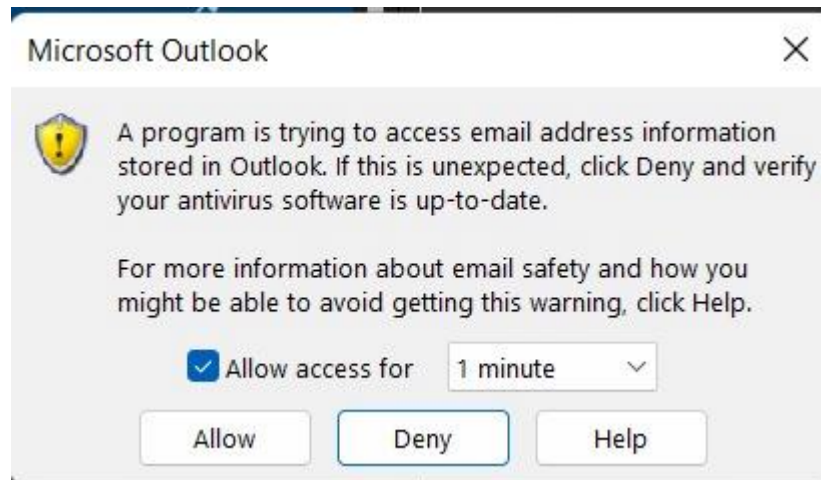 Microsoft Outlook
A program is trying to access email address information
stored in Outlook. If this is unexpected, click Deny and verify
your antivirus software is up-to-date.
For more information about email safety and how you
might be able to avoid getting this warning, click Help.
Allow access for 1 minute
Allow Deny Help